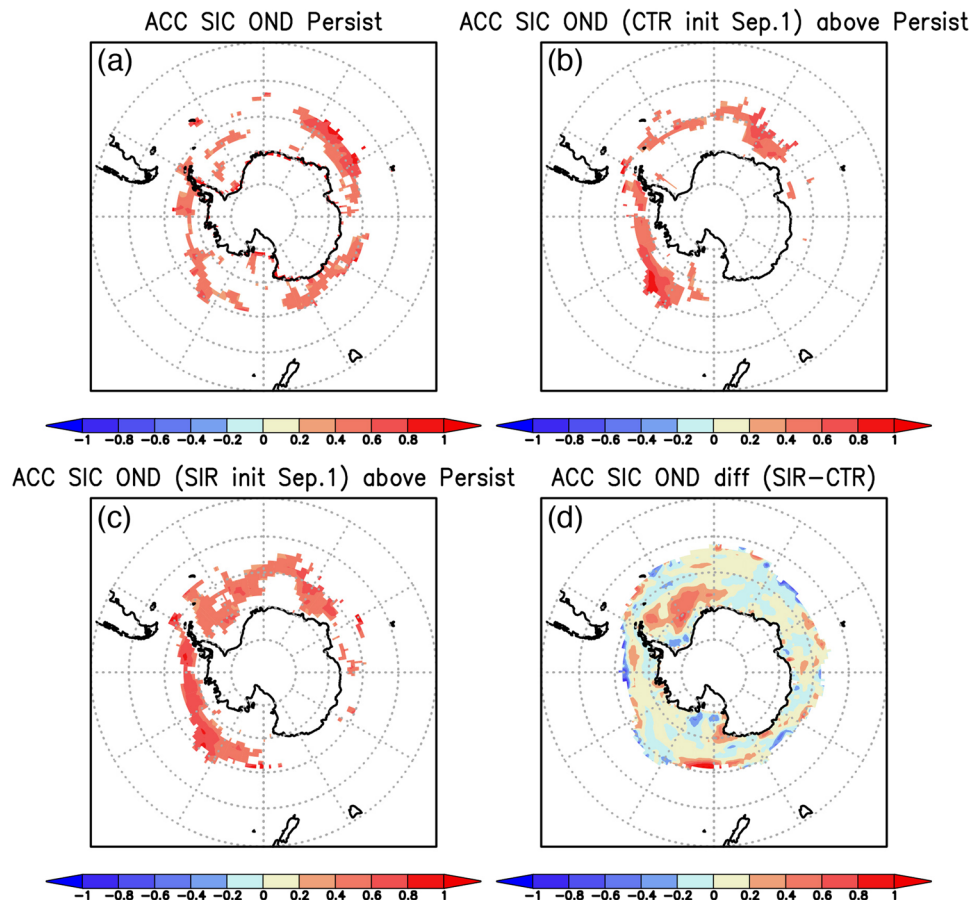 ACC SIC OND Persist
ACC SIC OND (CTR init Sep.1) above Persist
(a)
(b)
-1 -0.8 -0.6 -0.4 -0.2 0 0.2 0.4 0.6 0.8 1
-1 -0.8 -0.6 -0.4 -0.2 0 0.2 0.4 0.6 0.8 1
ACC SIC OND (SIR init Sep.1) above Persist
ACC SIC OND diff (SIR-CTR)
(c)
(d)
-1 -0.8 -0.6 -0.4 -0.2 0 0.2 0.4 0.6 0.8 1
-1 -0.8 -0.6 -0.4 -0.2 0 0.2 0.4 0.6 0.8 1